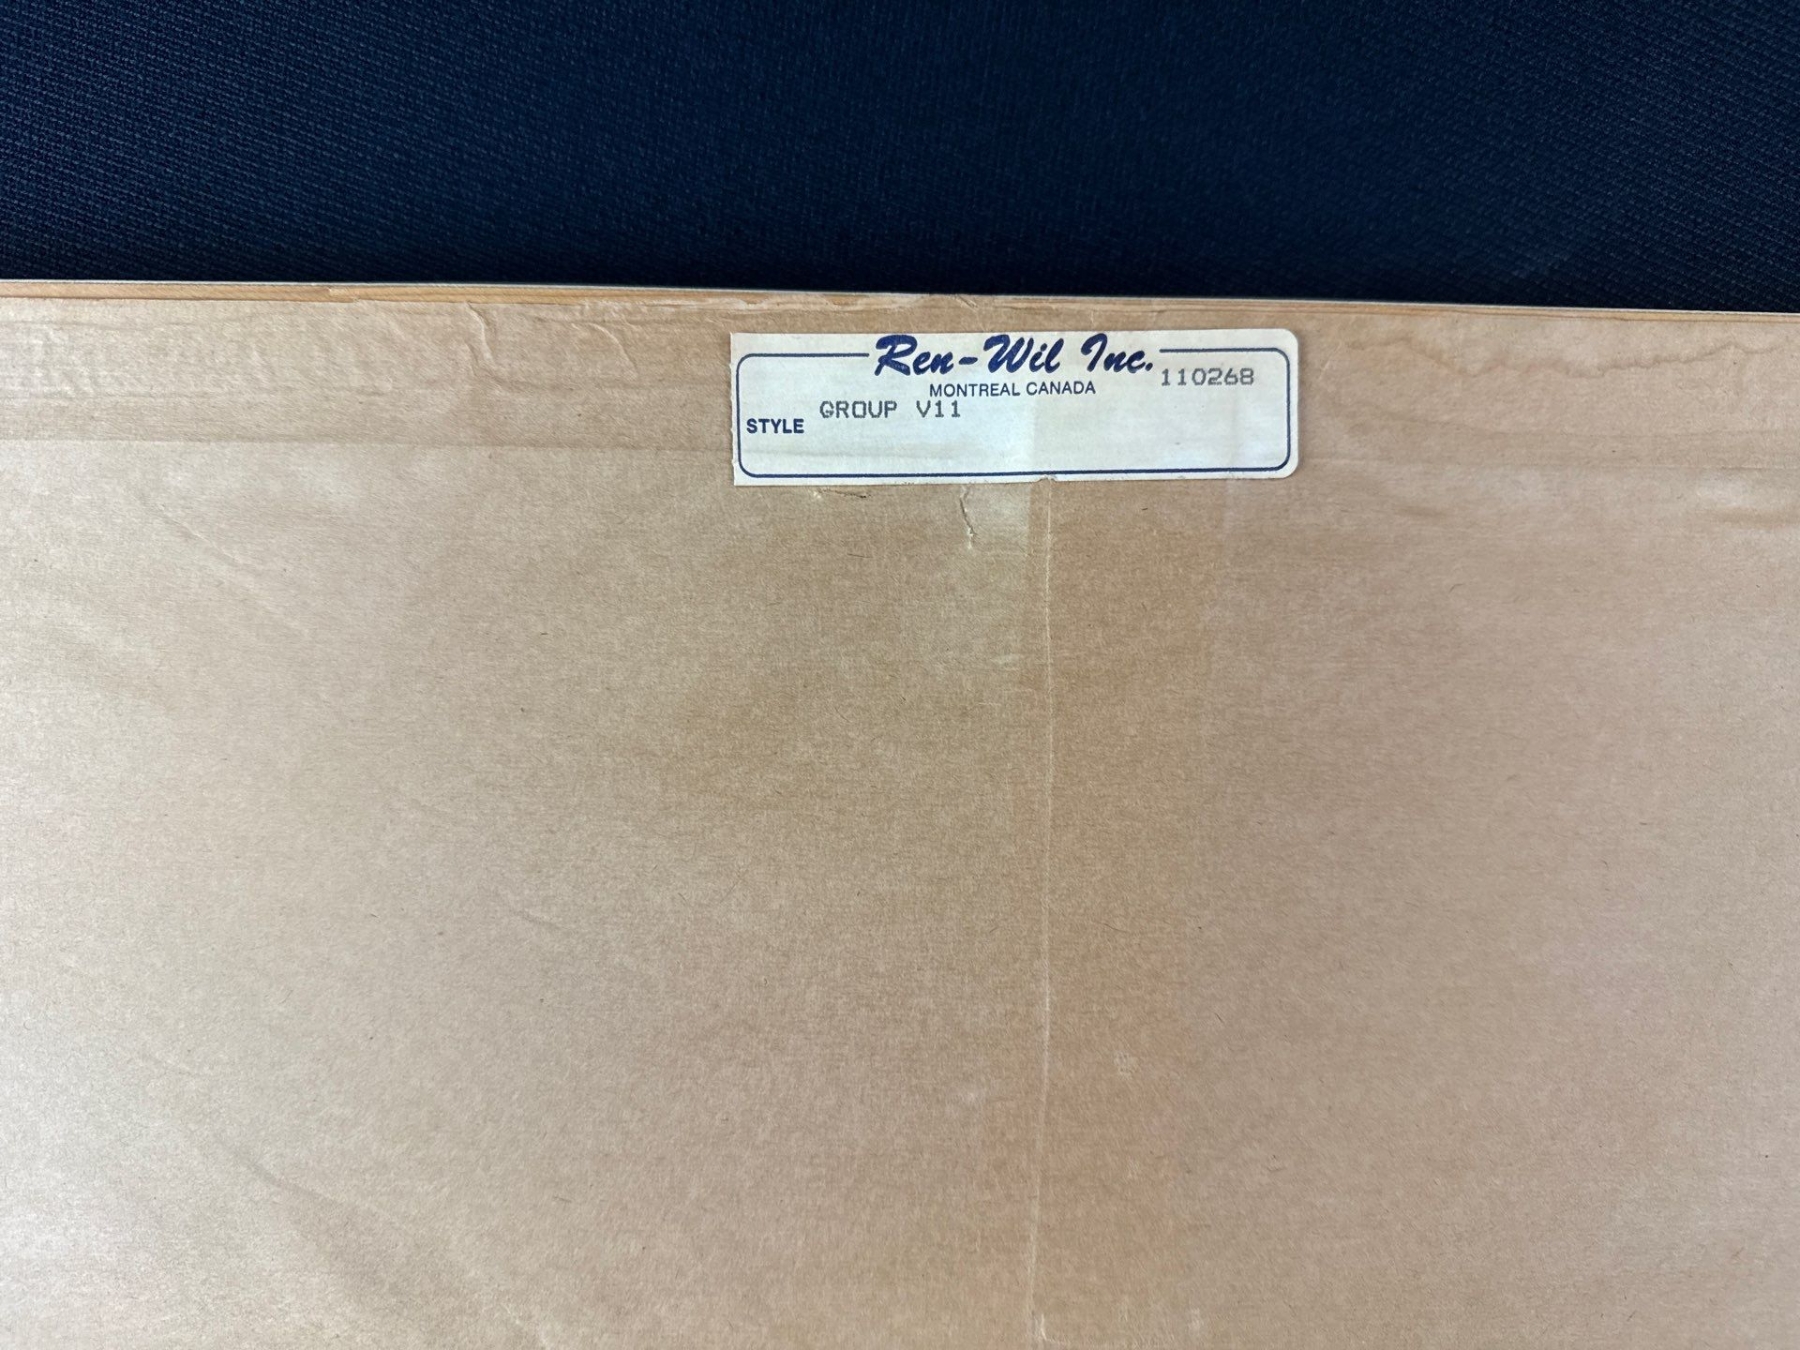 Ren-Wil Inc.
MONTREAL CANADA 110268
GROUP V11
STYLE